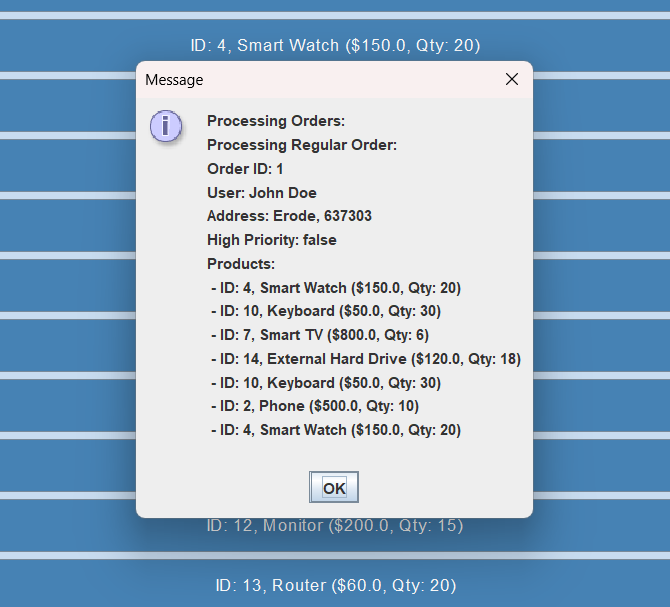 ID: 4, Smart Watch ($150.0, Qty: 20)
Message
Processing Orders:
Processing Regular Order:
Order ID: 1
User: John Doe
Address: Erode, 637303
High Priority: false
Products:
- ID: 4, Smart Watch ($150.0, Qty: 20)
- ID: 10, Keyboard ($50.0, Qty: 30)
- ID: 7, Smart TV ($800.0, Qty: 6)
- ID: 14, External Hard Drive ($120.0, Qty: 18)
- ID: 10, Keyboard ($50.0, Qty: 30)
- ID: 2, Phone ($500.0, Qty: 10)
- ID: 4, Smart Watch ($150.0, Qty: 20)
OK
ID: 12, Monitor ($200.0, Qty: 15)
ID: 13, Router ($60.0, Qty: 20)